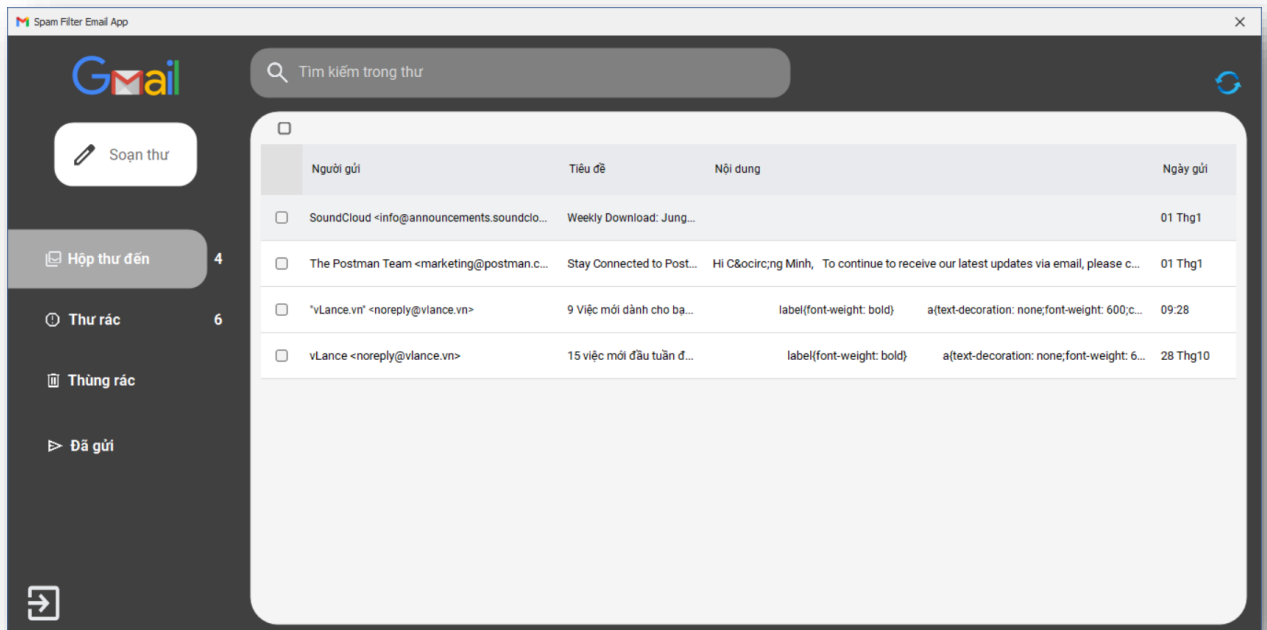 Spam Filter Email App
Gmail
Tìm kiếm trong thư
Soạn thư
Hộp thư đến 4
Thư rác 6
Thùng rác
Đã gửi
Người gửi Tiêu đề Nội dung Ngày gửi
SoundCloud <info@announcements.soundclo... Weekly Download: Jung... 01 Thg1
The Postman Team <marketing@postman.c... Stay Connected to Post... Hi C&ocirc;ng Minh, To continue to receive our latest updates via email, please c... 01 Thg1
"vLance.vn" <noreply@vlance.vn> 9 Việc mới dành cho bạ... label{font-weight: bold} a{text-decoration: none;font-weight: 600;c... 09:28
vLance <noreply@vlance.vn> 15 việc mới đầu tuần đ... label{font-weight: bold} a{text-decoration: none;font-weight: 6... 28 Thg10